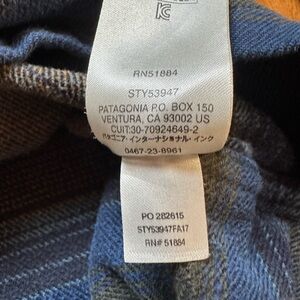 RN51884
STY53947
PATAGONIA P.O. BOX 150
VENTURA, CA 93002 US
CUIT:30-70924649-2
パタゴニア・インターナショナル・インク
0467-23-8961
PO 282615
STY53947FA17
RN# 51884